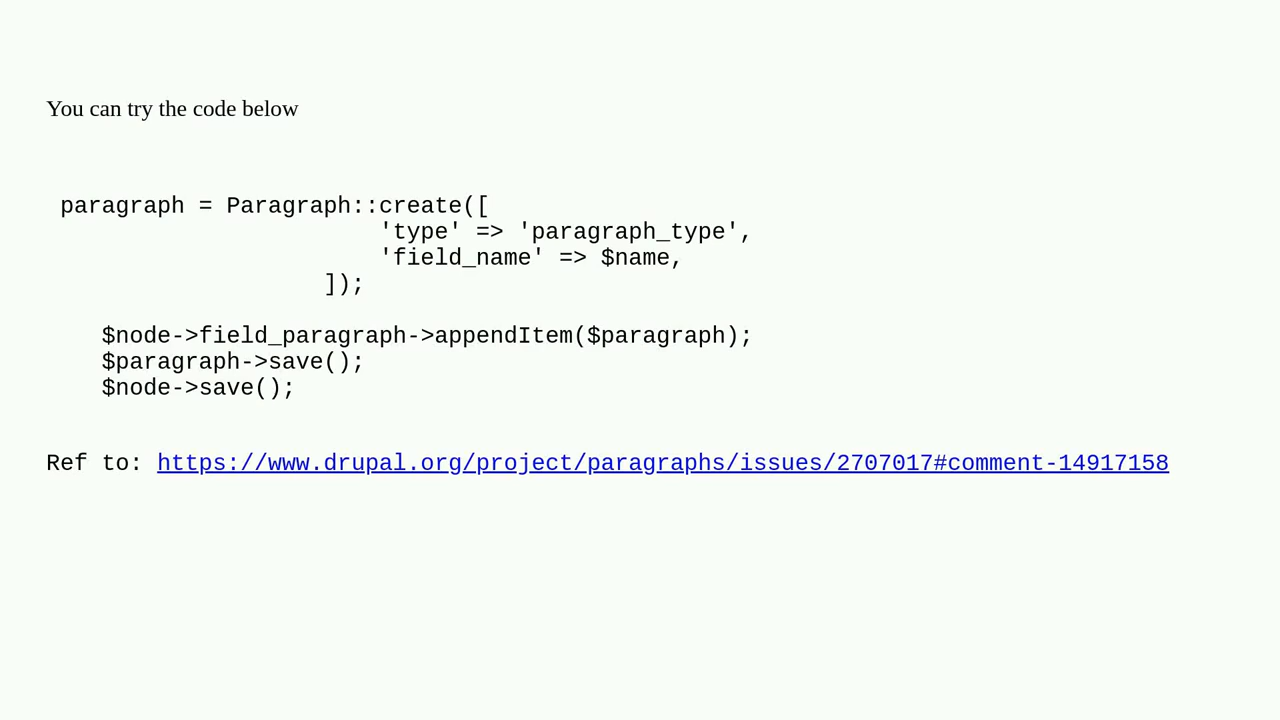 You can try the code below
paragraph = Paragraph::create([
'type' => 'paragraph_type',
'field_name' => $name,
]);
$node->field_paragraph->appendItem($paragraph);
$paragraph->save();
$node->save();
Ref to: https://www.drupal.org/project/paragraphs/issues/2707017#comment-14917158